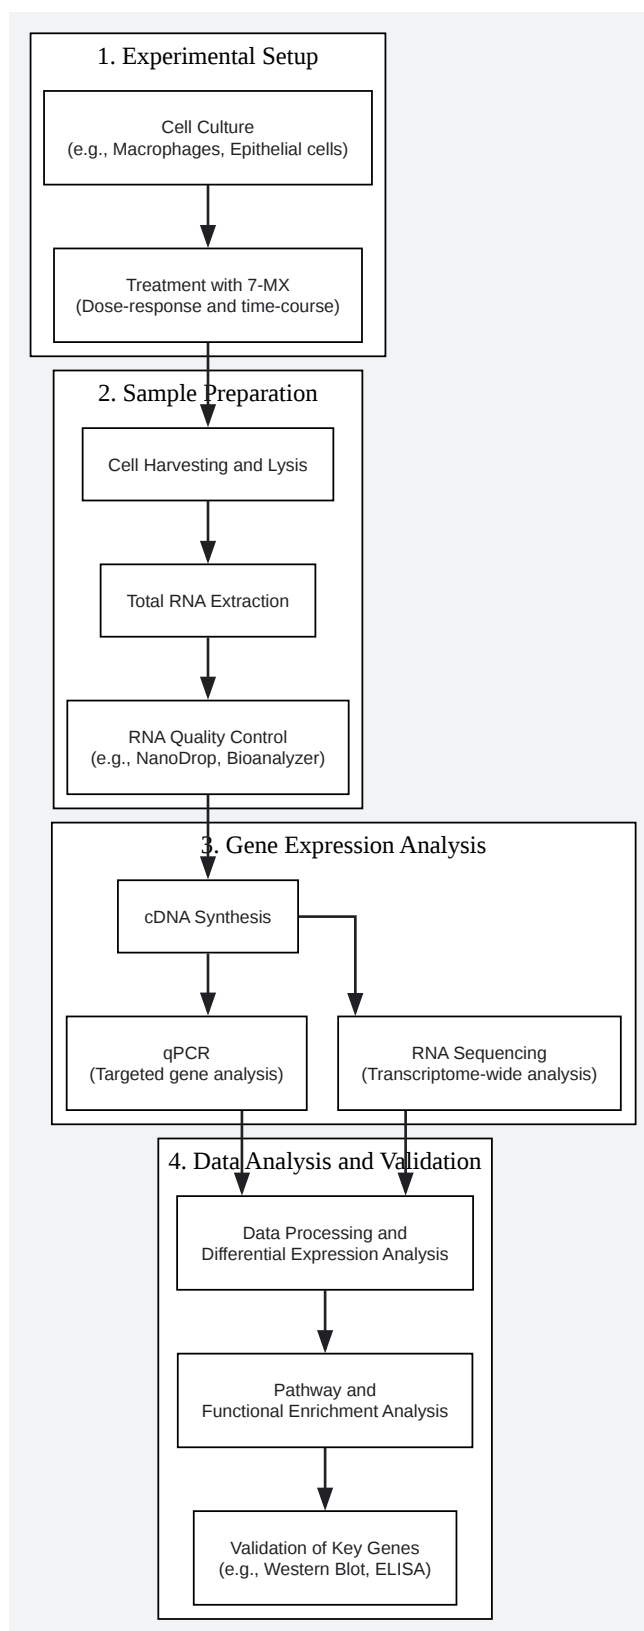 1. Experimental Setup
Cell Culture
(e.g., Macrophages, Epithelial cells)
Treatment with 7-MX
(Dose-response and time-course)
2. Sample Preparation
Cell Harvesting and Lysis
Total RNA Extraction
RNA Quality Control
(e.g., NanoDrop, Bioanalyzer)
3. Gene Expression Analysis
cDNA Synthesis
qPCR
(Targeted gene analysis)
RNA Sequencing
(Transcriptome-wide analysis)
4. Data Analysis and Validation
Data Processing and
Differential Expression Analysis
Pathway and
Functional Enrichment Analysis
Validation of Key Genes
(e.g., Western Blot, ELISA)